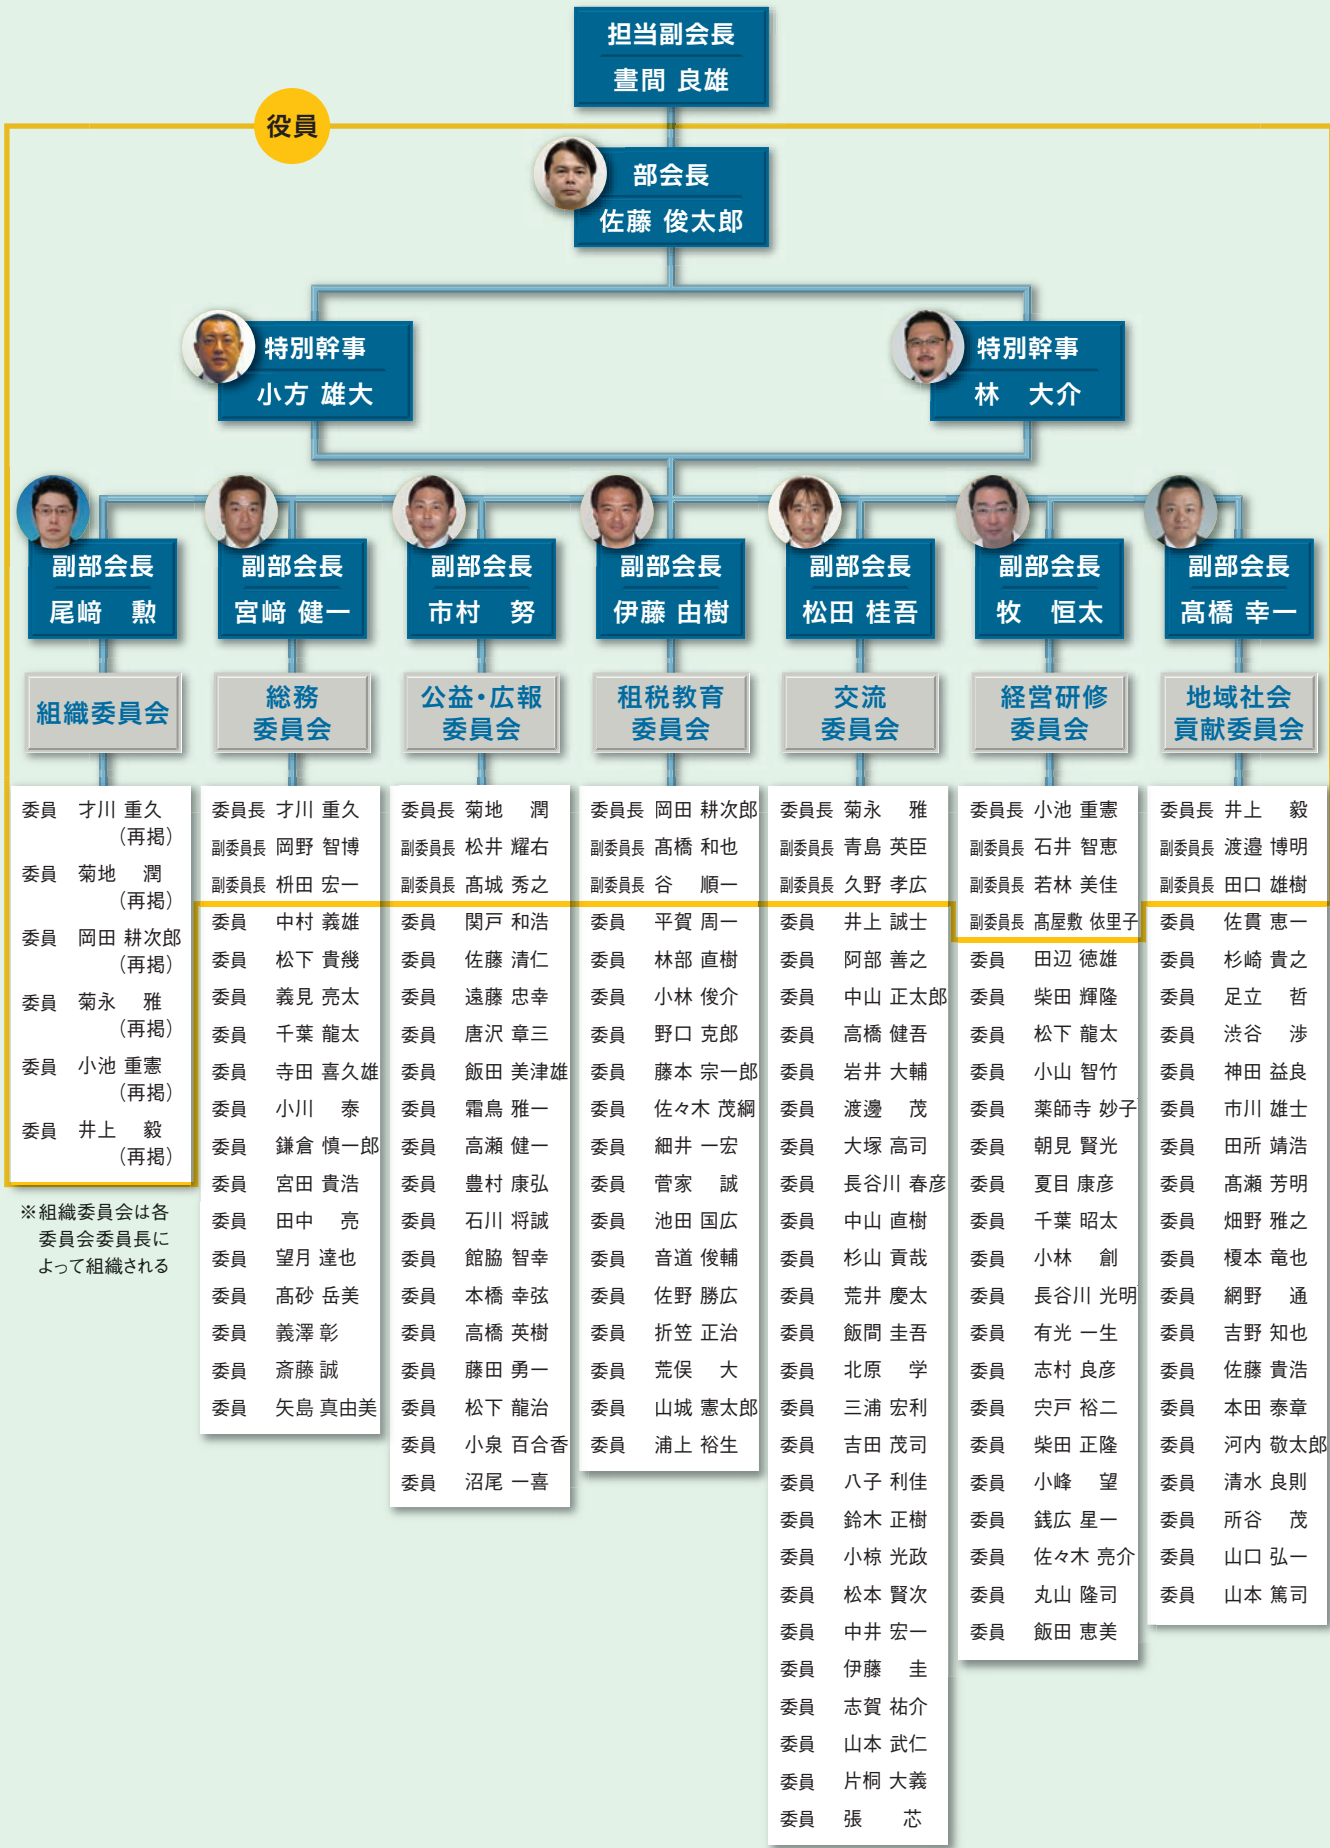 担当副会長
晝間 良雄
役員
部会長
佐藤 俊太郎
特別幹事
小方 雄大
特別幹事
林　大介
副部会長
尾﨑　勲
副部会長
宮﨑 健一
副部会長
市村　努
副部会長
伊藤 由樹
副部会長
松田 桂吾
副部会長
牧　恒太
副部会長
髙橋 幸一
組織委員会
総務
委員会
公益・広報
委員会
租税教育
委員会
交流
委員会
経営研修
委員会
地域社会
貢献委員会
委員　才川 重久
（再掲）
委員　菊地　潤
（再掲）
委員　岡田 耕次郎
（再掲）
委員　菊永　雅
（再掲）
委員　小池 重憲
（再掲）
委員　井上　毅
（再掲）
※組織委員会は各
委員会委員長に
よって組織される
委員長 才川 重久
副委員長 岡野 智博
副委員長 枡田 宏一
委員　中村 義雄
委員　松下 貴幾
委員　義見 亮太
委員　千葉 龍太
委員　寺田 喜久雄
委員　小川　泰
委員　鎌倉 慎一郎
委員　宮田 貴浩
委員　田中　亮
委員　望月 達也
委員　髙砂 岳美
委員　義澤 彰
委員　斎藤 誠
委員　矢島 真由美
委員長 菊地　潤
副委員長 松井 耀右
副委員長 髙城 秀之
委員　関戸 和浩
委員　佐藤 清仁
委員　遠藤 忠幸
委員　唐沢 章三
委員　飯田 美津雄
委員　霜鳥 雅一
委員　高瀬 健一
委員　豊村 康弘
委員　石川 将誠
委員　館脇 智幸
委員　本橋 幸弦
委員　高橋 英樹
委員　藤田 勇一
委員　松下 龍治
委員　小泉 百合香
委員　沼尾 一喜
委員長 岡田 耕次郎
副委員長 髙橋 和也
副委員長 谷　順一
委員　平賀 周一
委員　林部 直樹
委員　小林 俊介
委員　野口 克郎
委員　藤本 宗一郎
委員　佐々木 茂綱
委員　細井 一宏
委員　菅家　誠
委員　池田 国広
委員　音道 俊輔
委員　佐野 勝広
委員　折笠 正治
委員　荒俣　大
委員　山城 憲太郎
委員　浦上 裕生
委員長 菊永　雅
副委員長 青島 英臣
副委員長 久野 孝広
委員　井上 誠士
委員　阿部 善之
委員　中山 正太郎
委員　高橋 健吾
委員　岩井 大輔
委員　渡邊　茂
委員　大塚 高司
委員　長谷川 春彦
委員　中山 直樹
委員　杉山 貢哉
委員　荒井 慶太
委員　飯間 圭吾
委員　北原　学
委員　三浦 宏利
委員　吉田 茂司
委員　八子 利佳
委員　鈴木 正樹
委員　小椋 光政
委員　松本 賢次
委員　中井 宏一
委員　伊藤　圭
委員　志賀 祐介
委員　山本 武仁
委員　片桐 大義
委員　張　芯
委員長 小池 重憲
副委員長 石井 智恵
副委員長 若林 美佳
副委員長 髙屋敷 依里子
委員　田辺 徳雄
委員　柴田 輝隆
委員　松下 龍太
委員　小山 智竹
委員　薬師寺 妙子
委員　朝見 賢光
委員　夏目 康彦
委員　千葉 昭太
委員　小林　創
委員　長谷川 光明
委員　有光 一生
委員　志村 良彦
委員　宍戸 裕二
委員　柴田 正隆
委員　小峰　望
委員　銭広 星一
委員　佐々木 亮介
委員　丸山 隆司
委員　飯田 恵美
委員長 井上　毅
副委員長 渡邉 博明
副委員長 田口 雄樹
委員　佐貫 恵一
委員　杉崎 貴之
委員　足立　哲
委員　渋谷　渉
委員　神田 益良
委員　市川 雄士
委員　田所 靖浩
委員　髙瀬 芳明
委員　畑野 雅之
委員　榎本 竜也
委員　網野　通
委員　吉野 知也
委員　佐藤 貴浩
委員　本田 泰章
委員　河内 敬太郎
委員　清水 良則
委員　所谷　茂
委員　山口 弘一
委員　山本 篤司